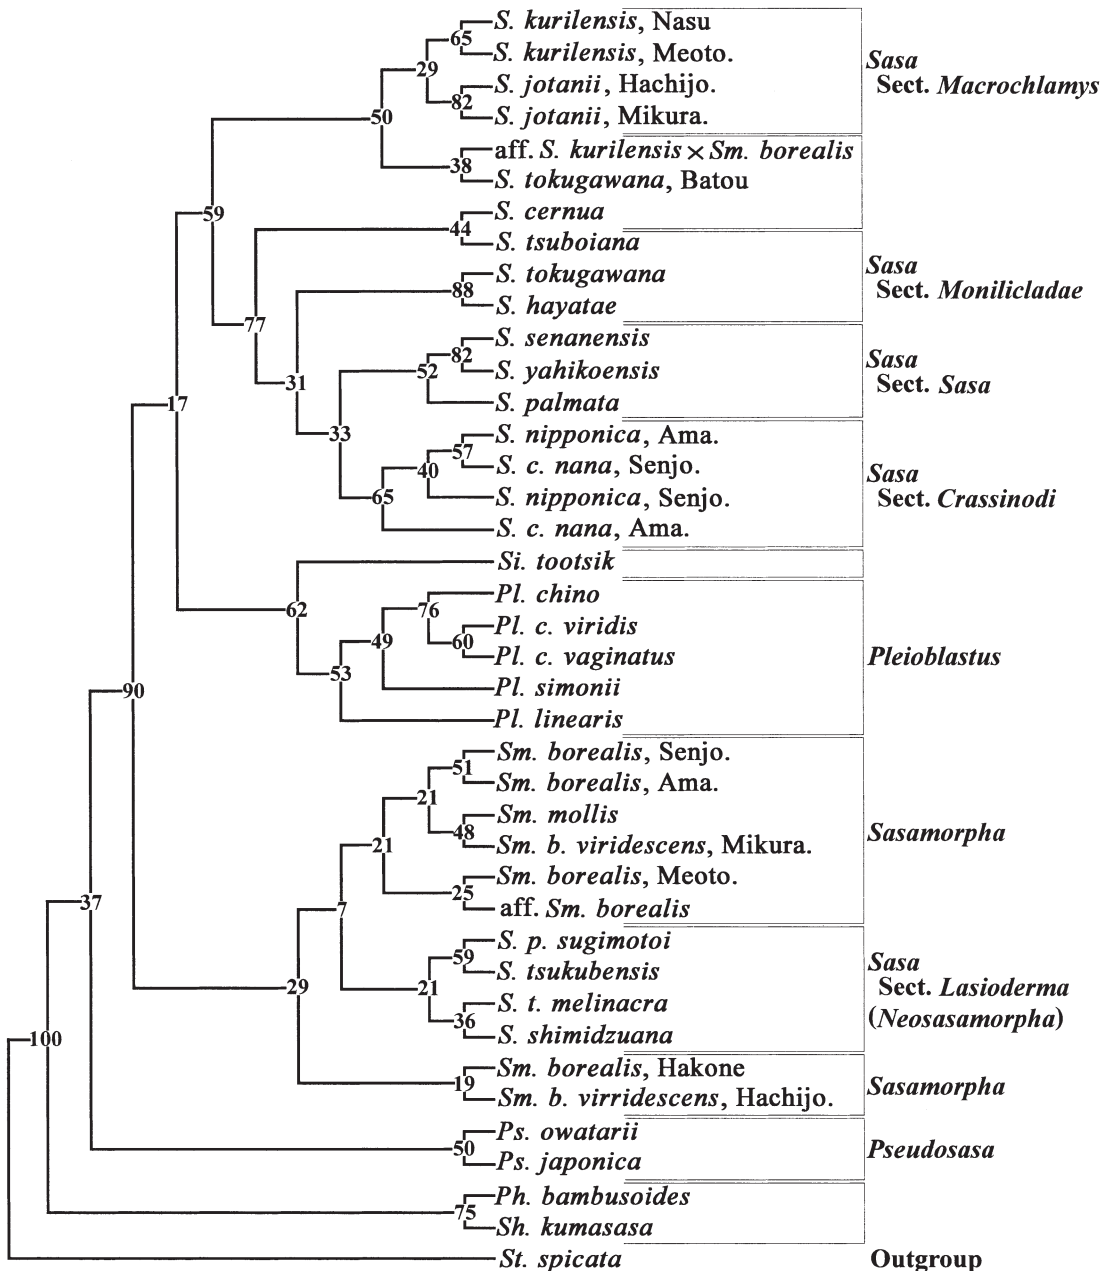 S. kurilensis, Nasu
65
S. kurilensis, Meoto.
Sasa
29
S. jotanii, Hachijo.
Sect. Macrochlamys
82
S. jotanii, Mikura.
50
aff. S. kurilensis × Sm. borealis
38
S. tokugawana, Batou
59
S. cernua
44
S. tsuboiana
Sasa
S. tokugawana
88
Sect. Monilicladae
S. hayatae
77
S. senanensis
82
Sasa
52
S. yahikoensis
31
Sect. Sasa
S. palmata
17
33
S. nipponica, Ama.
57
S. c. nana, Senjo.
40
Sasa
65
S. nipponica, Senjo.
Sect. Crassinodi
S. c. nana, Ama.
Si. tootsik
Pl. chino
62
76
Pl. c. viridis
49
60
Pl. c. vaginatus
Pleioblastus
53
Pl. simonii
90
Pl. linearis
Sm. borealis, Senjo.
51
Sm. borealis, Ama.
21
Sm. mollis
48
Sasamorpha
21
Sm. b. viridescens, Mikura.
Sm. borealis, Meoto.
25
37
7
aff. Sm. borealis
S. p. sugimotoi
59
Sasa
S. tsukubensis
29
21
Sect. Lasioderma
S. t. melinacra
36
(Neosasamorpha)
S. shimidzuana
100
Sm. borealis, Hakone
19
Sasamorpha
Sm. b. virridescens, Hachijo.
Ps. owatarii
50
Pseudosasa
Ps. japonica
Ph. bambusoides
75
Sh. kumasasa
St. spicata
Outgroup